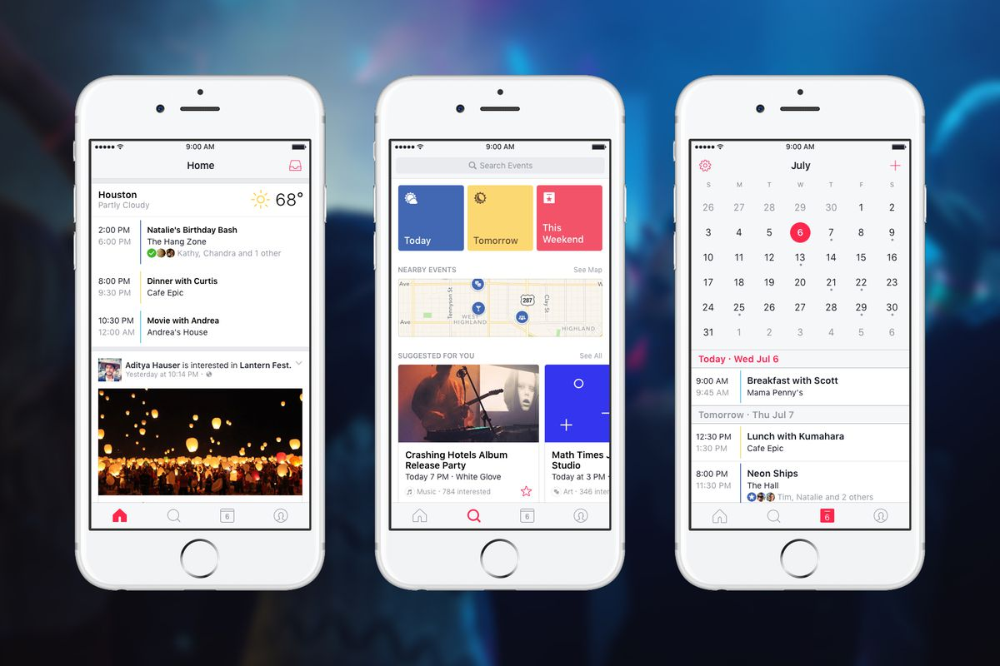 9:00 AM
Home
Houston
Partly Cloudy
68°
2:00 PM
6:00 PM
Natalie's Birthday Bash
The Hang Zone
Kathy, Chandra and 1 other
8:00 PM
9:30 PM
Dinner with Curtis
Cafe Epic
10:30 PM
12:00 AM
Movie with Andrea
Andrea's House
Aditya Hauser is interested in Lantern Fest.
Yesterday at 10:14 PM ·
6
9:00 AM
Search Events
Today
Tomorrow
This
Weekend
NEARBY EVENTS
See Map
Ave
Tennyson St
287
Clay St
W
WEST
HIGHLAND
Ave
HIGHLAND
SUGGESTED FOR YOU
See All
Crashing Hotels Album
Release Party
Today 7 PM · White Glove
Music · 784 interested
Math Times J
Studio
Today at 3 PM ·
Art · 346 inter
6
9:00 AM
July
S M T W T F S
26 27 28 29 30 1 2
3 4 5 6 7 8 9
10 11 12 13 14 15 16
17 18 19 20 21 22 23
24 25 26 27 28 29 30
31 1 2 3 4 5 6
Today · Wed Jul 6
9:00 AM
9:45 AM
Breakfast with Scott
Mama Penny's
Tomorrow · Thu Jul 7
12:30 PM
1:30 PM
Lunch with Kumahara
Cafe Epic
8:00 PM
11:30 PM
Neon Ships
The Hall
Tim, Natalie and 2 others
6